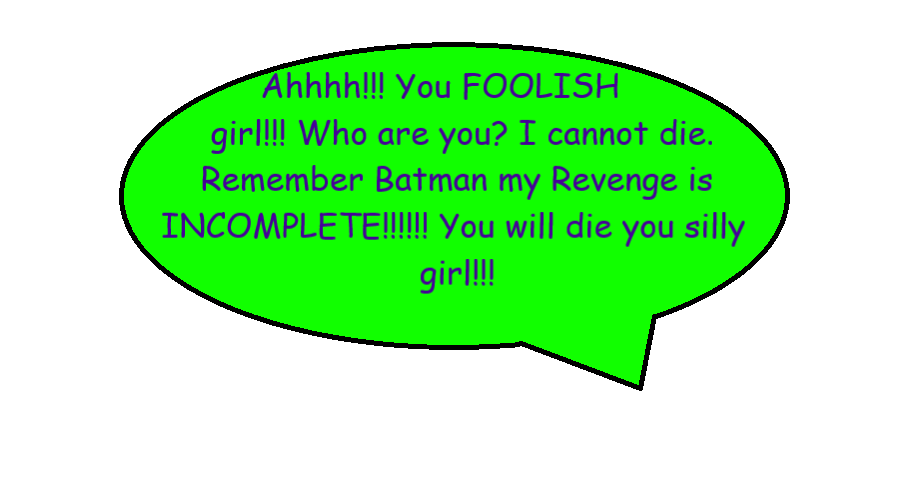 Ahhhh!!! You FOOLISH
girl!!! Who are you? I cannot die.
Remember Batman my Revenge is
INCOMPLETE!!!!!! You will die you silly
girl!!!